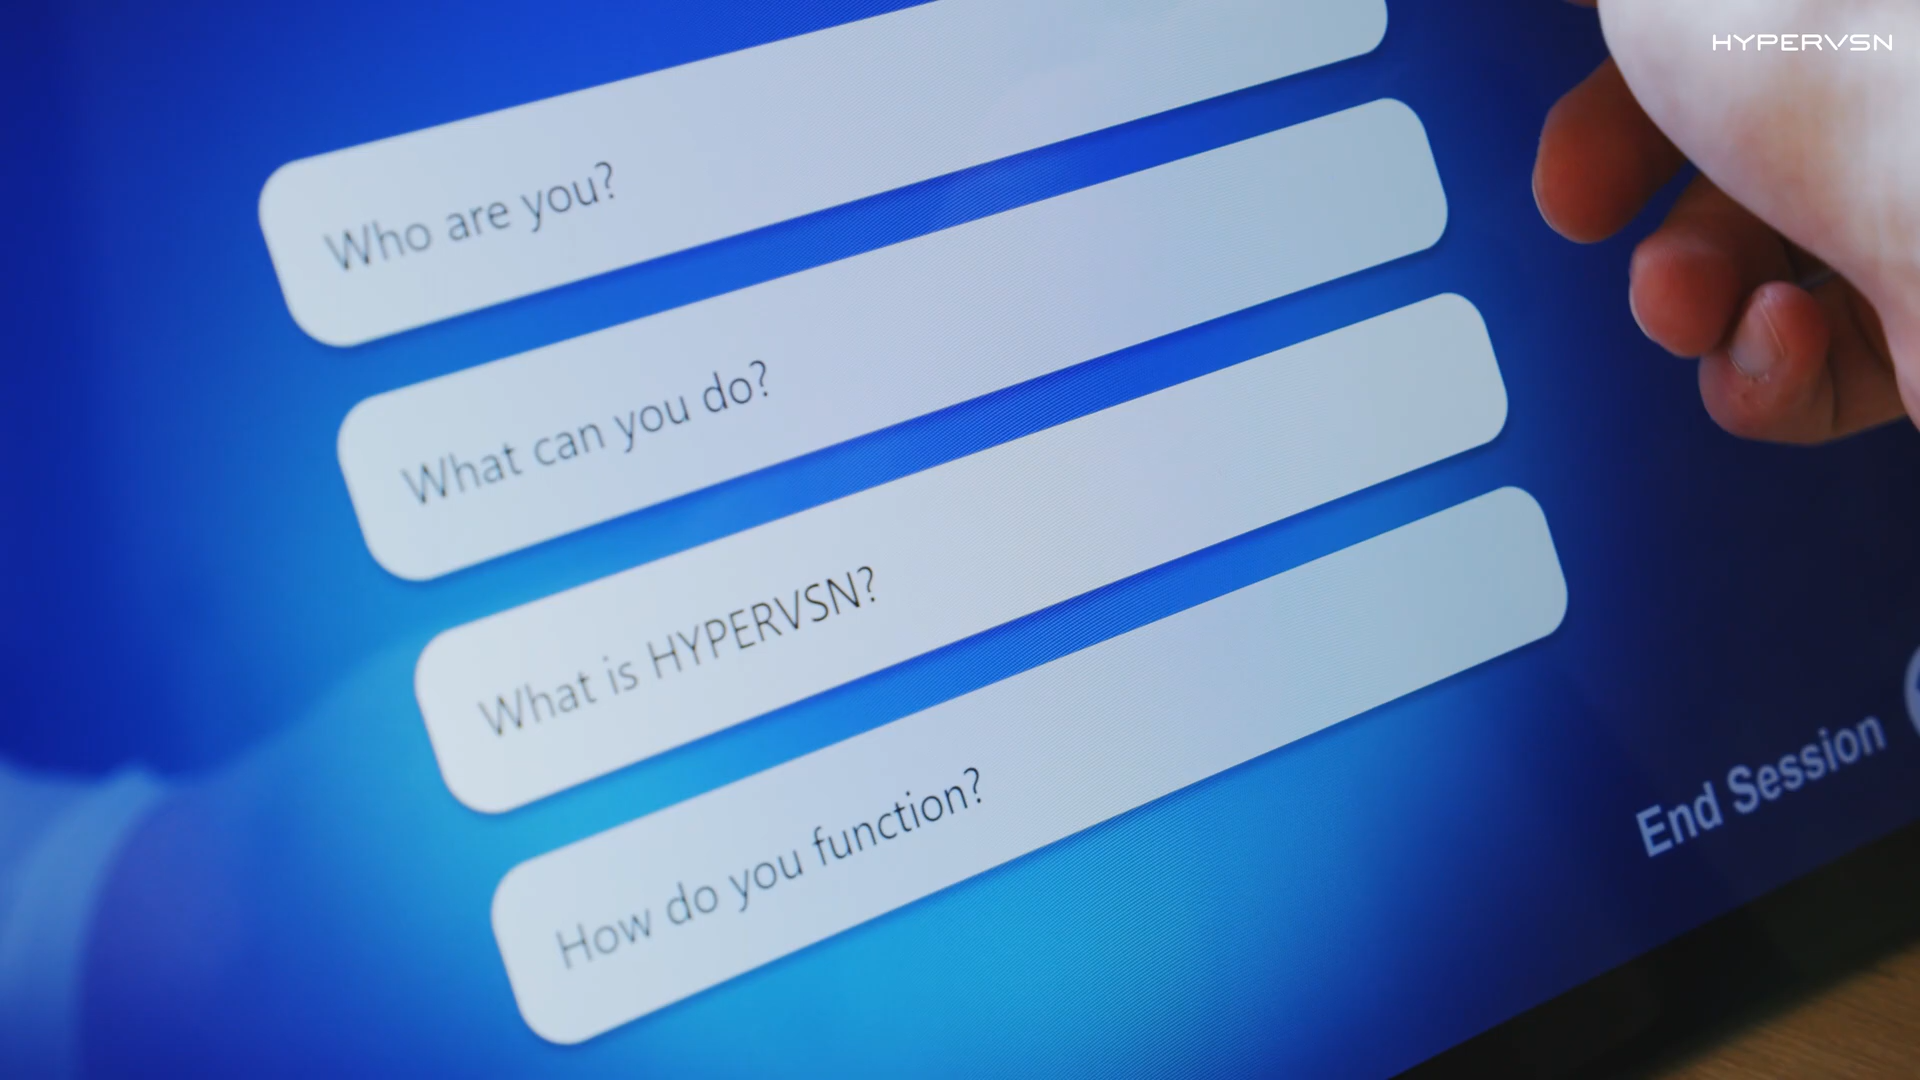 HYPERVSN
Who are you?
What can you do?
What is HYPERVSN?
How do you function?
End Session